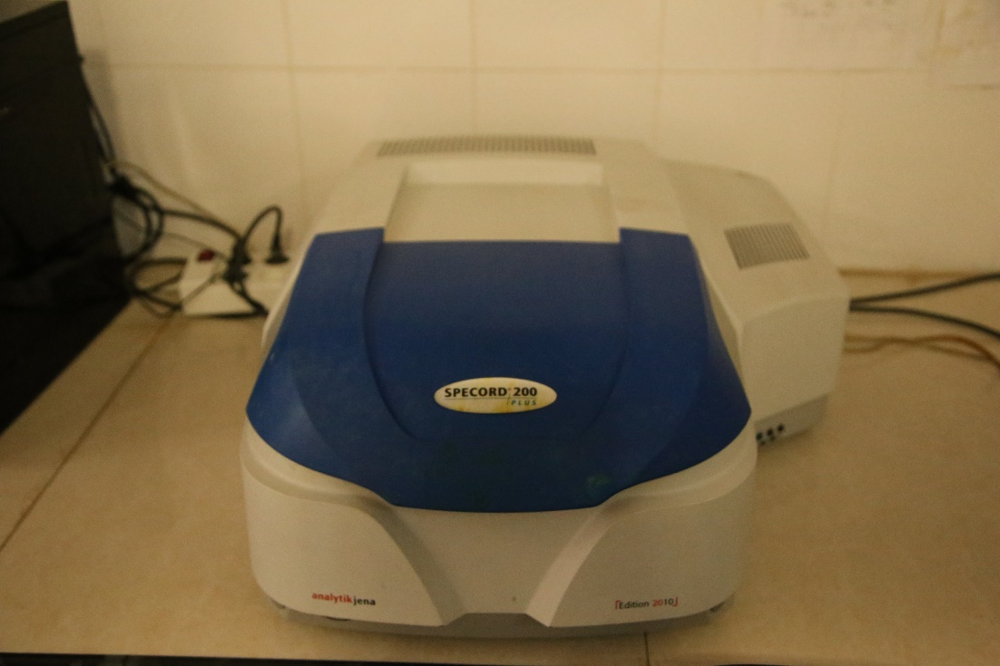 SPECORD® 200
PLUS
analytikjena
Edition 2010